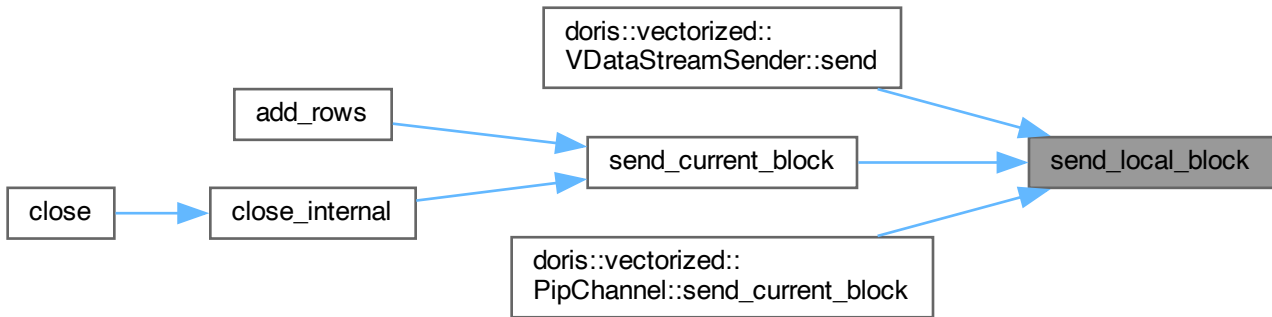 doris::vectorized::
VDataStreamSender::send
add_rows
send_current_block
send_local_block
close
close_internal
doris::vectorized::
PipChannel::send_current_block